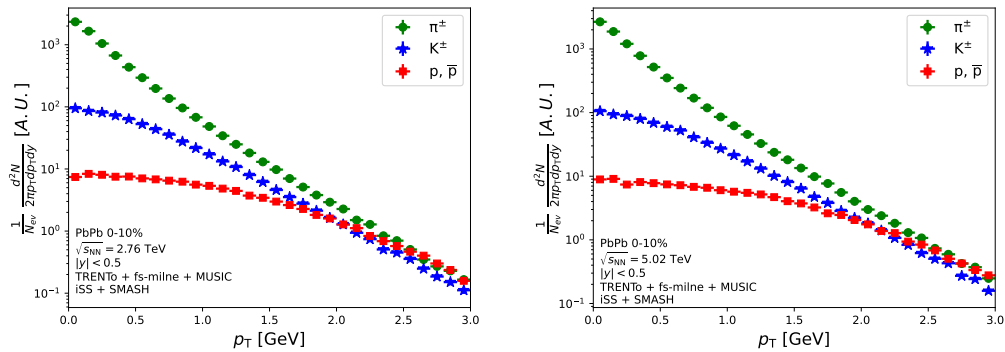 10³
10²
10¹
10⁰
10⁻¹
1/N_ev d²N/2πp_T dp_T dy [A.U.]
π±
K±
p, p̅
PbPb 0-10%
√s_NN = 2.76 TeV
|y| < 0.5
TRENTo + fs-milne + MUSIC
iSS + SMASH
0.0 0.5 1.0 1.5 2.0 2.5 3.0
p_T [GeV]
10³
10²
10¹
10⁰
10⁻¹
1/N_ev d²N/2πp_T dp_T dy [A.U.]
π±
K±
p, p̅
PbPb 0-10%
√s_NN = 5.02 TeV
|y| < 0.5
TRENTo + fs-milne + MUSIC
iSS + SMASH
0.0 0.5 1.0 1.5 2.0 2.5 3.0
p_T [GeV]